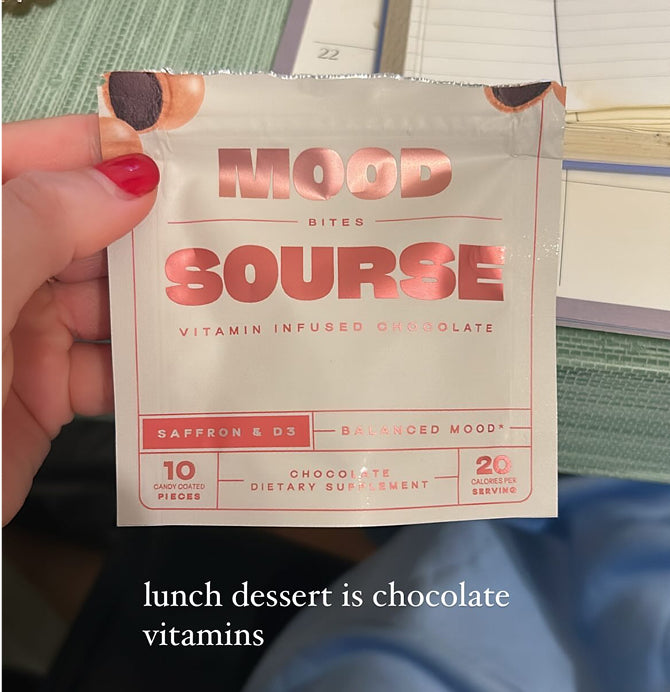 22
MOOD
BITES
SOURSE
VITAMIN INFUSED CHOCOLATE
SAFFRON & D3
BALANCED MOOD*
10
CANDY COATED
PIECES
CHOCOLATE
DIETARY SUPPLEMENT
20
CALORIES PER
SERVING
lunch dessert is chocolate
vitamins